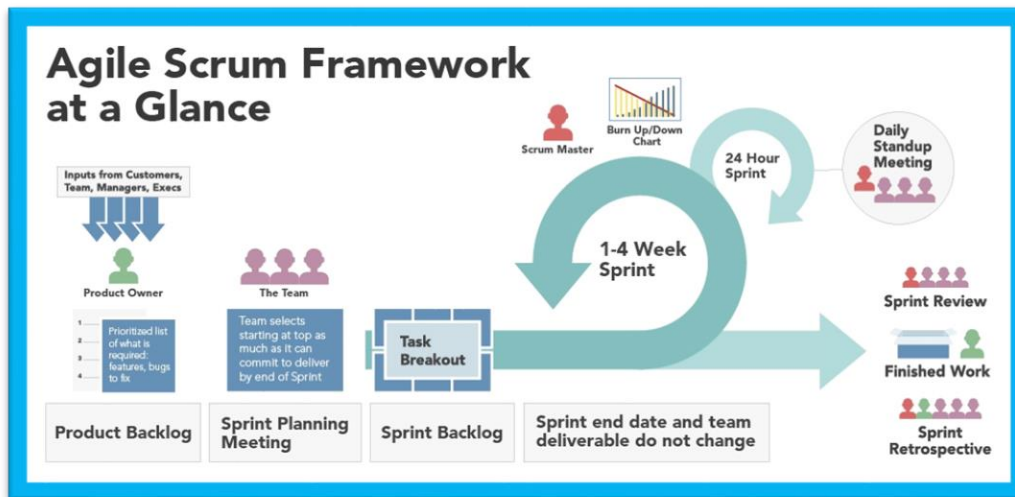 Agile Scrum Framework
at a Glance
Inputs from Customers,
Team, Managers, Execs
Product Owner
The Team
1
2
3
4
Prioritized list
of what is
required:
features, bugs
to fix
Team selects
starting at top as
much as it can
commit to deliver
by end of Sprint
Task
Breakout
Scrum Master
Burn Up/Down
Chart
24 Hour
Sprint
Daily
Standup
Meeting
1-4 Week
Sprint
Sprint Review
Finished Work
Sprint
Retrospective
Product Backlog
Sprint Planning
Meeting
Sprint Backlog
Sprint end date and team
deliverable do not change